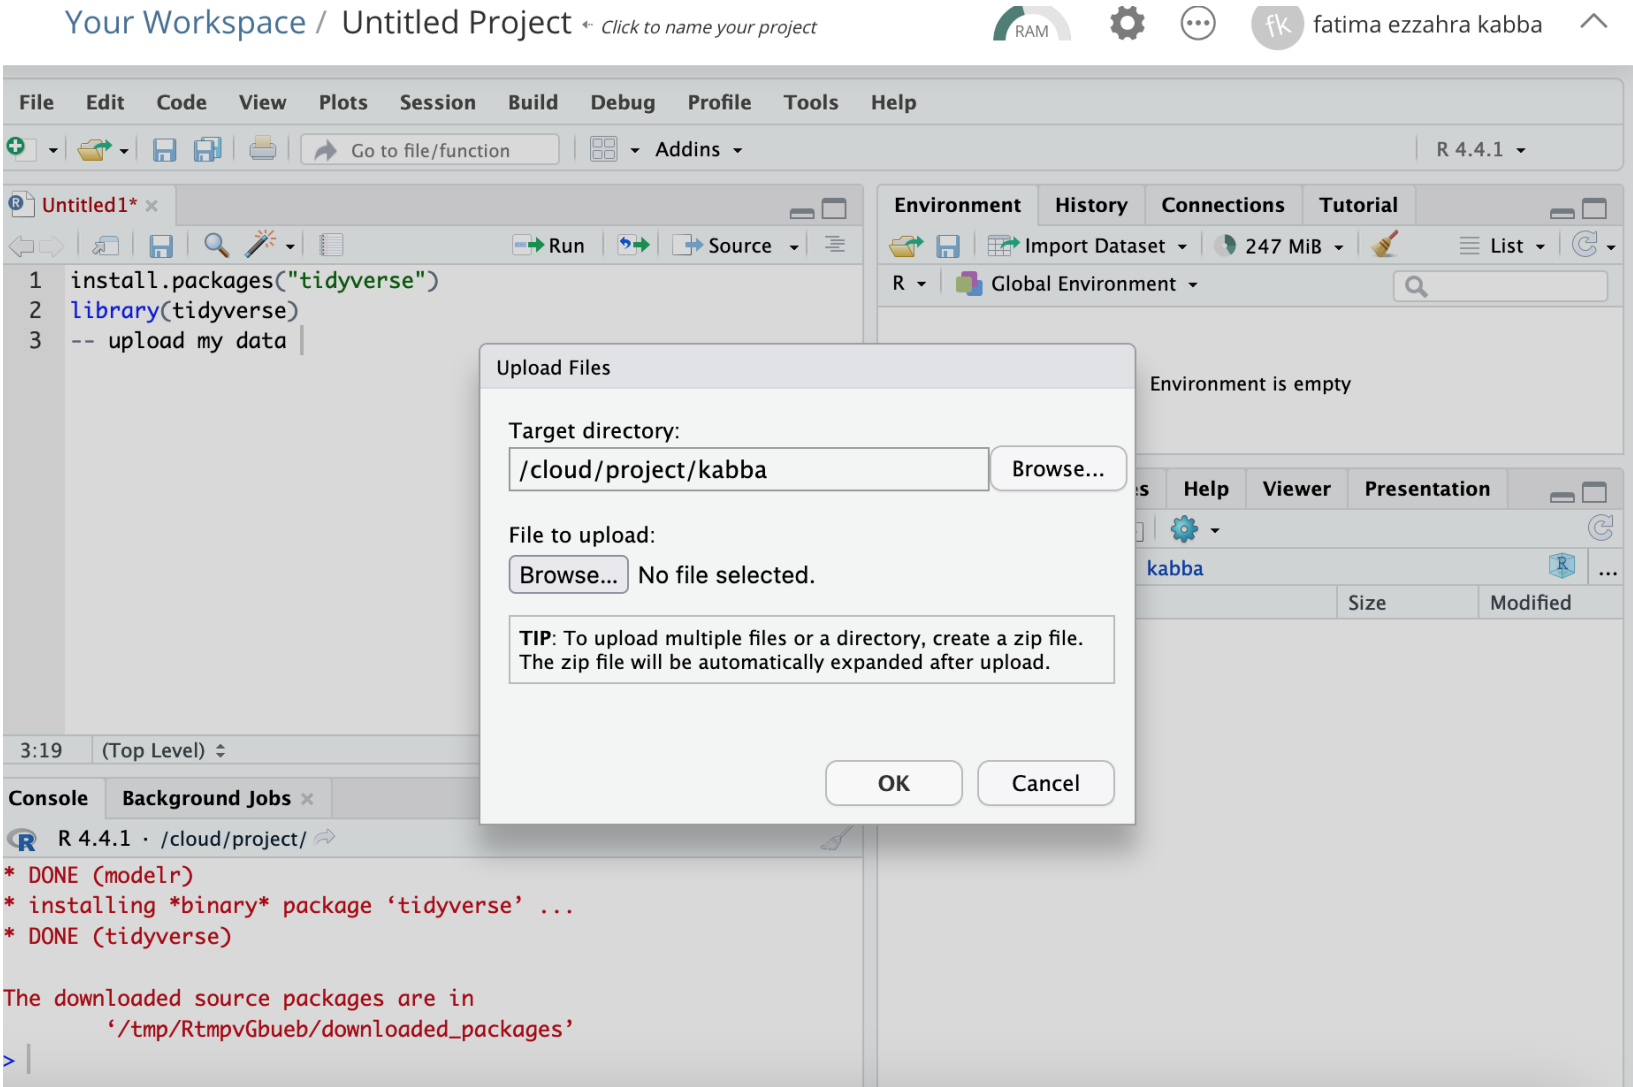 Your Workspace / Untitled Project Click to name your project
RAM
fk fatima ezzahra kabba
File Edit Code View Plots Session Build Debug Profile Tools Help
Go to file/function
Addins
R 4.4.1
Untitled1*
Run
Source
1 install.packages("tidyverse")
2 library(tidyverse)
3 -- upload my data
3:19 (Top Level)
Environment History Connections Tutorial
Import Dataset
247 MiB
List
R
Global Environment
Environment is empty
Upload Files
Target directory:
/cloud/project/kabba
Browse...
File to upload:
Browse... No file selected.
TIP: To upload multiple files or a directory, create a zip file.
The zip file will be automatically expanded after upload.
OK
Cancel
Help Viewer Presentation
kabba
...
Size Modified
Console Background Jobs
R 4.4.1 · /cloud/project/
* DONE (modelr)
* installing *binary* package ‘tidyverse’ ...
* DONE (tidyverse)
The downloaded source packages are in
‘/tmp/RtmpvGbueb/downloaded_packages’
>